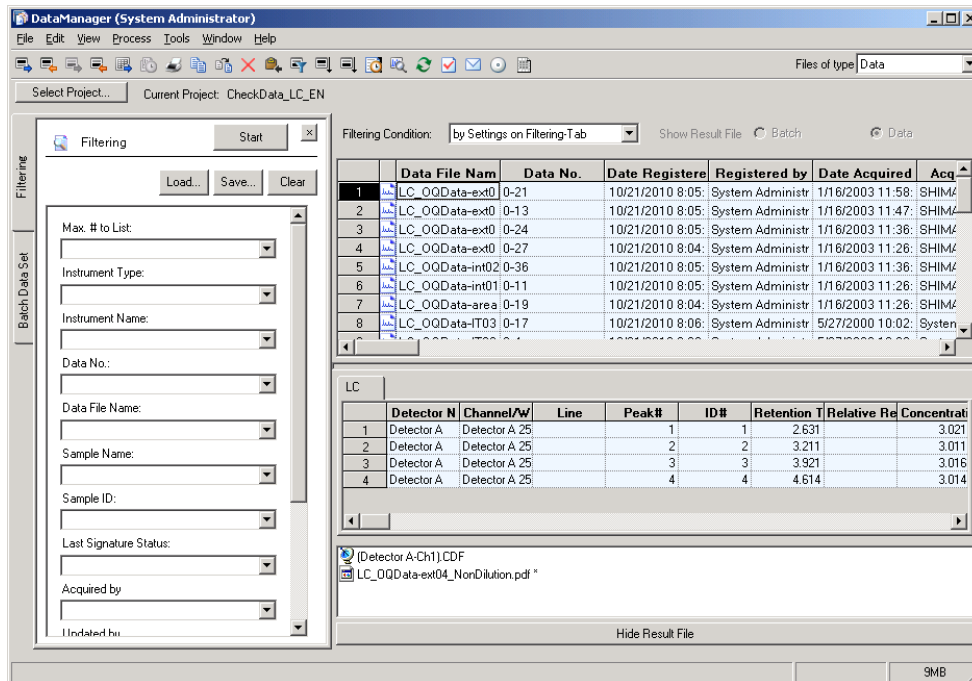 DataManager (System Administrator)
File Edit View Process Tools Window Help
Files of type Data
Select Project... Current Project: CheckData_LC_EN
Filtering
Batch Data Set
Filtering Start
Load... Save... Clear
Max. # to List:
Instrument Type:
Instrument Name:
Data No.:
Data File Name:
Sample Name:
Sample ID:
Last Signature Status:
Acquired by
Updated by
Filtering Condition: by Settings on Filtering-Tab Show Result File Batch Data
Data File Nam Data No. Date Registere Registered by Date Acquired Acq
1 LC_OQData-ext0 0-21 10/21/2010 8:05: System Administr 1/16/2003 11:58: SHIMA
2 LC_OQData-ext0 0-13 10/21/2010 8:05: System Administr 1/16/2003 11:47: SHIMA
3 LC_OQData-ext0 0-24 10/21/2010 8:05: System Administr 1/16/2003 11:36: SHIMA
4 LC_OQData-ext0 0-27 10/21/2010 8:04: System Administr 1/16/2003 11:26: SHIMA
5 LC_OQData-int02 0-36 10/21/2010 8:05: System Administr 1/16/2003 11:36: SHIMA
6 LC_OQData-int01 0-11 10/21/2010 8:05: System Administr 1/16/2003 11:26: SHIMA
7 LC_OQData-area 0-19 10/21/2010 8:04: System Administr 1/16/2003 11:26: SHIMA
8 LC_OQData-IT03 0-17 10/21/2010 8:06: System Administr 5/27/2000 10:02: System
LC
Detector N Channel/W Line Peak# ID# Retention T Relative Re Concentrati
1 Detector A Detector A 25 1 1 2.631 3.021
2 Detector A Detector A 25 2 2 3.211 3.011
3 Detector A Detector A 25 3 3 3.921 3.016
4 Detector A Detector A 25 4 4 4.614 3.014
(Detector A-Ch1).CDF
LC_OQData-ext04_NonDilution.pdf *
Hide Result File
9MB